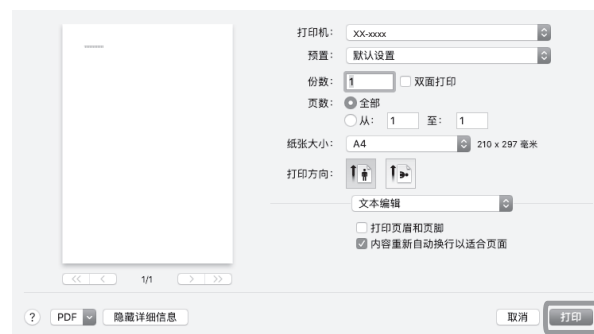 打印机： XX-xxxx
预置： 默认设置
份数： 1 双面打印
页数： 全部
从： 1 至： 1
纸张大小： A4 210 x 297 毫米
打印方向：
文本编辑
打印页眉和页脚
内容重新自动换行以适合页面
<< < 1/1 > >>
? PDF 隐藏详细信息 取消 打印